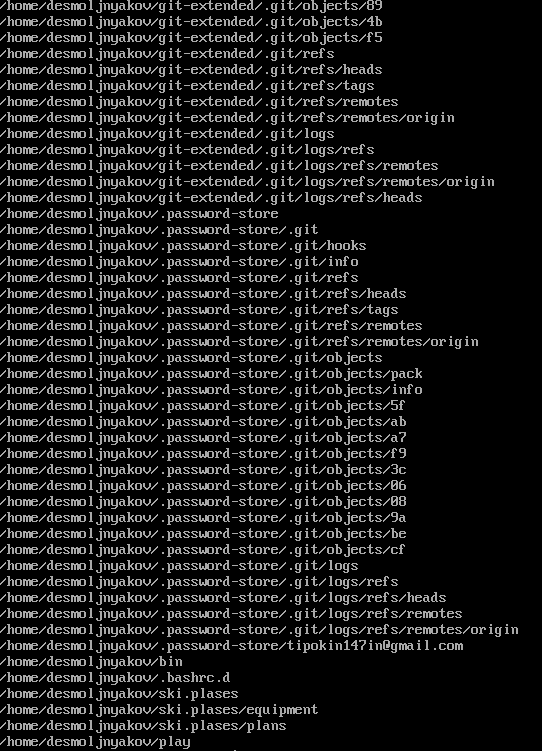 /home/desmoljnyakov/git-extended/.git/objects/89
/home/desmoljnyakov/git-extended/.git/objects/4b
/home/desmoljnyakov/git-extended/.git/objects/f5
/home/desmoljnyakov/git-extended/.git/refs
/home/desmoljnyakov/git-extended/.git/refs/heads
/home/desmoljnyakov/git-extended/.git/refs/tags
/home/desmoljnyakov/git-extended/.git/refs/remotes
/home/desmoljnyakov/git-extended/.git/refs/remotes/origin
/home/desmoljnyakov/git-extended/.git/logs
/home/desmoljnyakov/git-extended/.git/logs/refs
/home/desmoljnyakov/git-extended/.git/logs/refs/remotes
/home/desmoljnyakov/git-extended/.git/logs/refs/remotes/origin
/home/desmoljnyakov/git-extended/.git/logs/refs/heads
/home/desmoljnyakov/.password-store
/home/desmoljnyakov/.password-store/.git
/home/desmoljnyakov/.password-store/.git/hooks
/home/desmoljnyakov/.password-store/.git/info
/home/desmoljnyakov/.password-store/.git/refs
/home/desmoljnyakov/.password-store/.git/refs/heads
/home/desmoljnyakov/.password-store/.git/refs/tags
/home/desmoljnyakov/.password-store/.git/refs/remotes
/home/desmoljnyakov/.password-store/.git/refs/remotes/origin
/home/desmoljnyakov/.password-store/.git/objects
/home/desmoljnyakov/.password-store/.git/objects/pack
/home/desmoljnyakov/.password-store/.git/objects/info
/home/desmoljnyakov/.password-store/.git/objects/5f
/home/desmoljnyakov/.password-store/.git/objects/ab
/home/desmoljnyakov/.password-store/.git/objects/a7
/home/desmoljnyakov/.password-store/.git/objects/f9
/home/desmoljnyakov/.password-store/.git/objects/3c
/home/desmoljnyakov/.password-store/.git/objects/06
/home/desmoljnyakov/.password-store/.git/objects/08
/home/desmoljnyakov/.password-store/.git/objects/9a
/home/desmoljnyakov/.password-store/.git/objects/be
/home/desmoljnyakov/.password-store/.git/objects/cf
/home/desmoljnyakov/.password-store/.git/logs
/home/desmoljnyakov/.password-store/.git/logs/refs
/home/desmoljnyakov/.password-store/.git/logs/refs/heads
/home/desmoljnyakov/.password-store/.git/logs/refs/remotes
/home/desmoljnyakov/.password-store/.git/logs/refs/remotes/origin
/home/desmoljnyakov/.password-store/tipokin147in@gmail.com
/home/desmoljnyakov/bin
/home/desmoljnyakov/.bashrc.d
/home/desmoljnyakov/ski.plases
/home/desmoljnyakov/ski.plases/equipment
/home/desmoljnyakov/ski.plases/plans
/home/desmoljnyakov/play